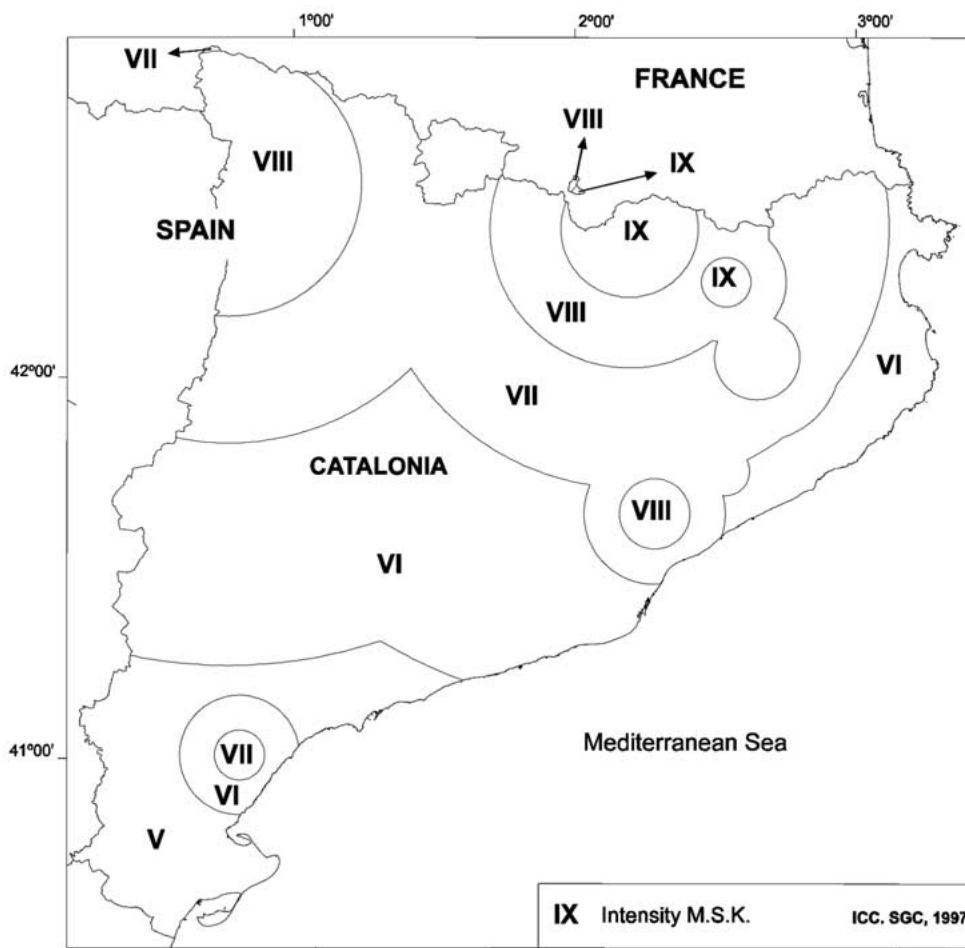 1º00'
2º00'
3º00'
VII
FRANCE
VIII
VIII
IX
SPAIN
IX
IX
VIII
42º00'
VI
VII
CATALONIA
VIII
VI
41º00'
VII
Mediterranean Sea
VI
V
IX Intensity M.S.K. ICC. SGC, 1997